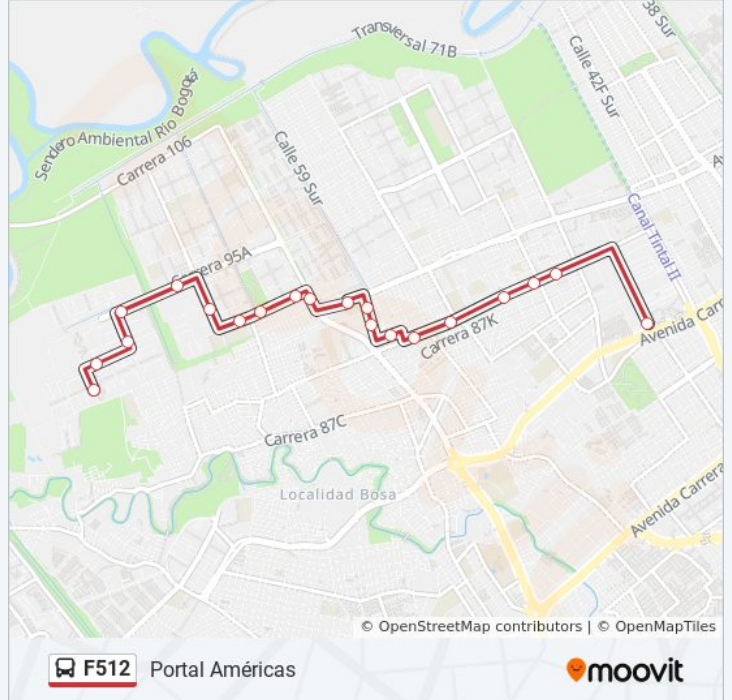 38 Sur
Transversal 71B
Calle 42F Sur
Sendero Ambiental Rio Bogotá
Carrera 106
Calle 59 Sur
Canal Tintal II
Carrera 95A
Carrera 87K
Avenida Carr
Carrera 87C
Localidad Bosa
Avenida Carrera
© OpenStreetMap contributors | © OpenMapTiles
F512 Portal Américas
moovit